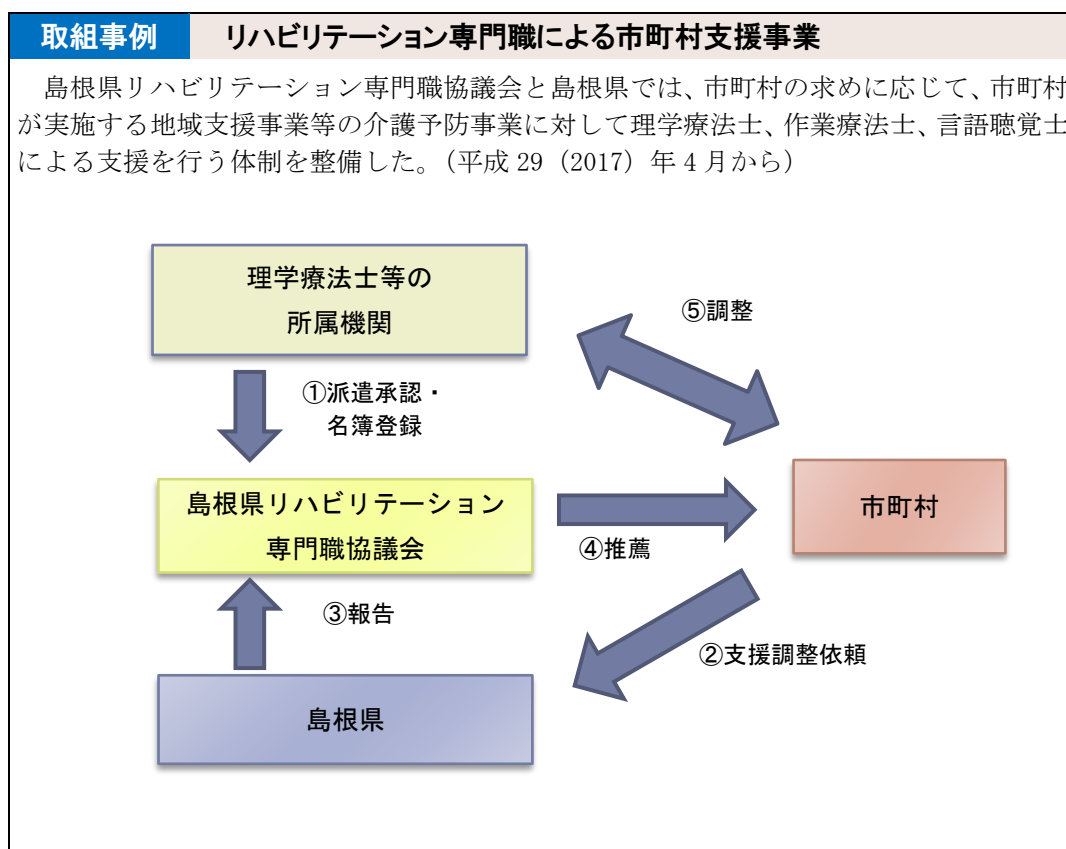 取組事例 リハビリテーション専門職による市町村支援事業
島根県リハビリテーション専門職協議会と島根県では、市町村の求めに応じて、市町村
が実施する地域支援事業等の介護予防事業に対して理学療法士、作業療法士、言語聴覚士
による支援を行う体制を整備した。（平成 29（2017）年 4 月から）
理学療法士等の
所属機関
⑤調整
①派遣承認・
名簿登録
島根県リハビリテーション
専門職協議会
市町村
④推薦
③報告
②支援調整依頼
島根県